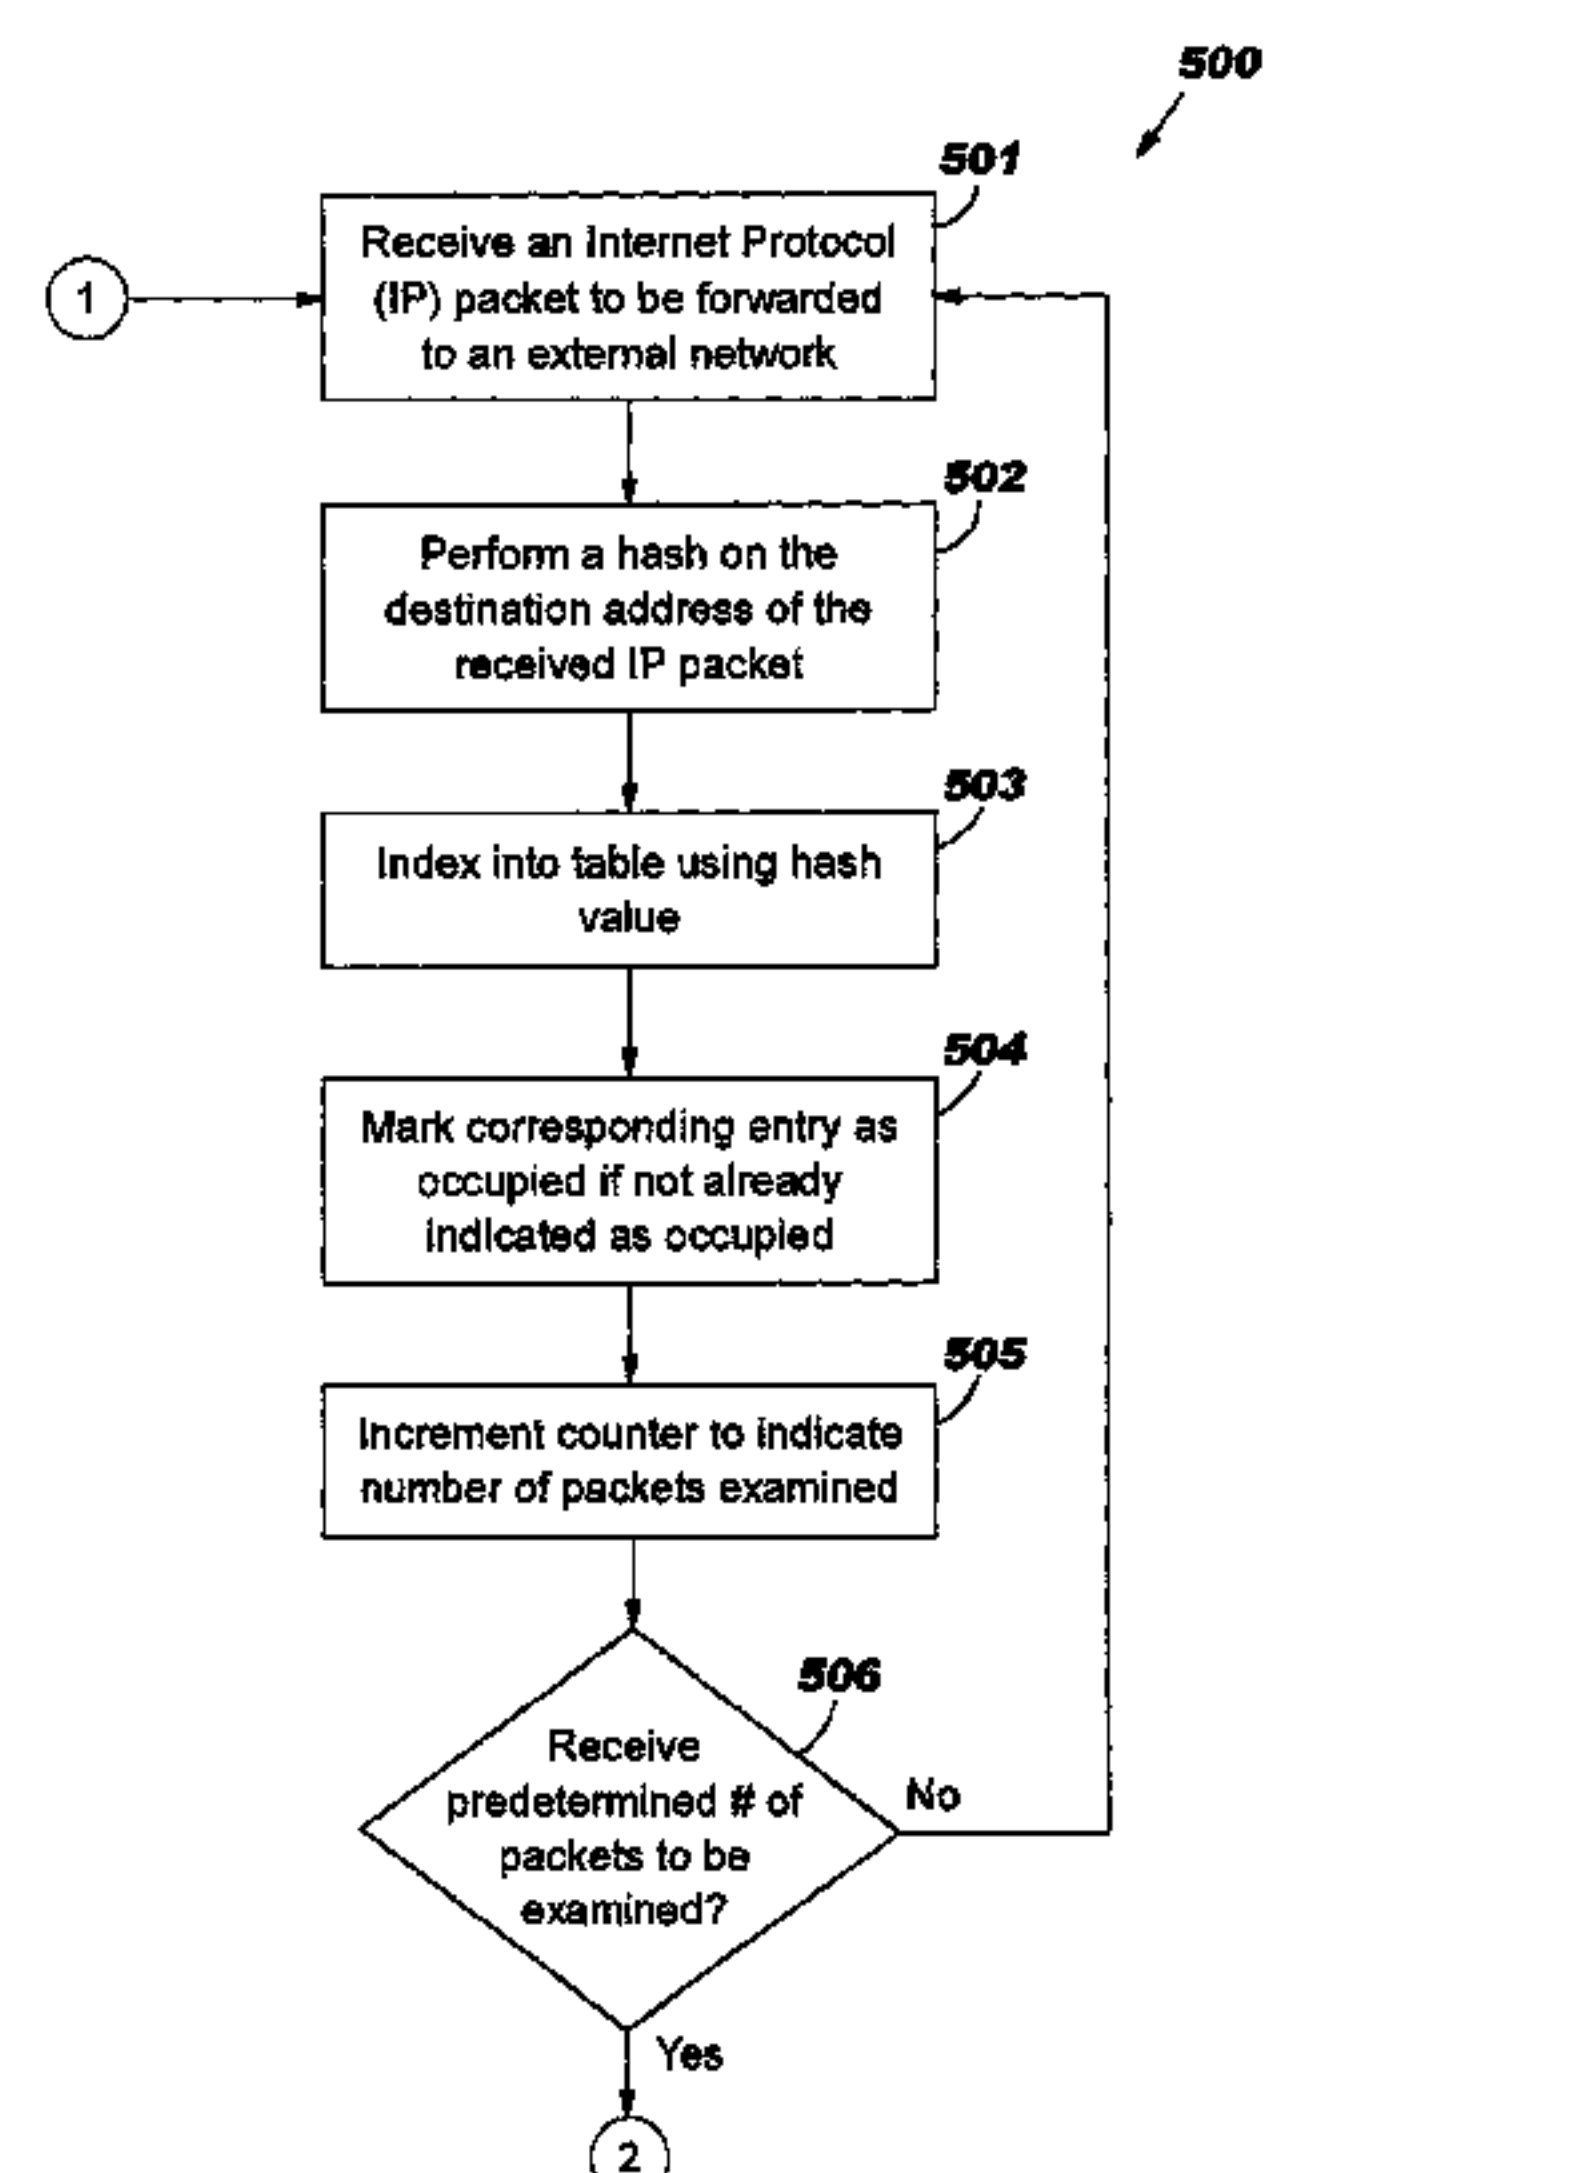 500
501
Receive an Internet Protocol
(IP) packet to be forwarded
to an external network
1
502
Perform a hash on the
destination address of the
received IP packet
503
Index into table using hash
value
504
Mark corresponding entry as
occupied if not already
indicated as occupied
505
Increment counter to indicate
number of packets examined
506
Receive
predetermined # of
packets to be
examined?
No
Yes
2